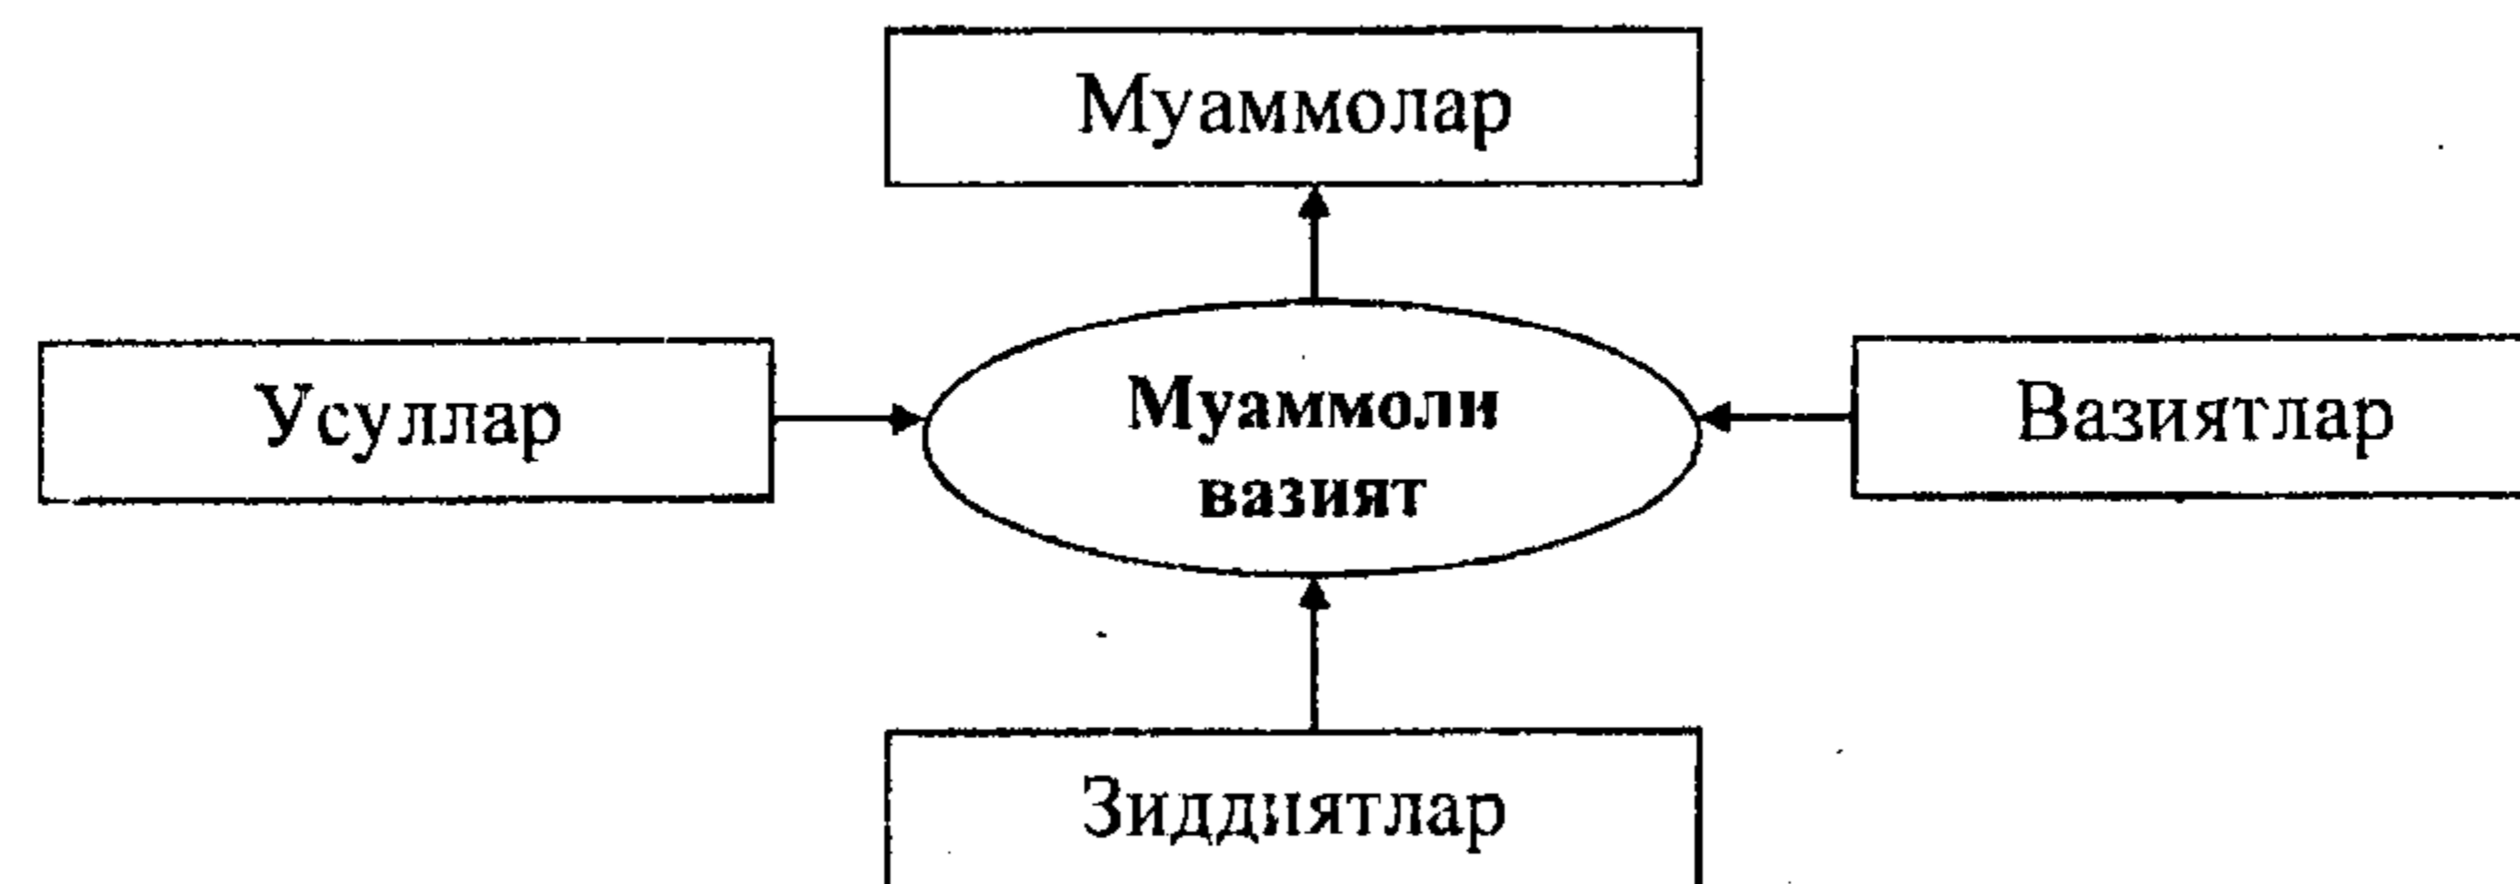 Муаммолар
Усуллар
Муаммоли
вазият
Вазиятлар
Зиддиятлар